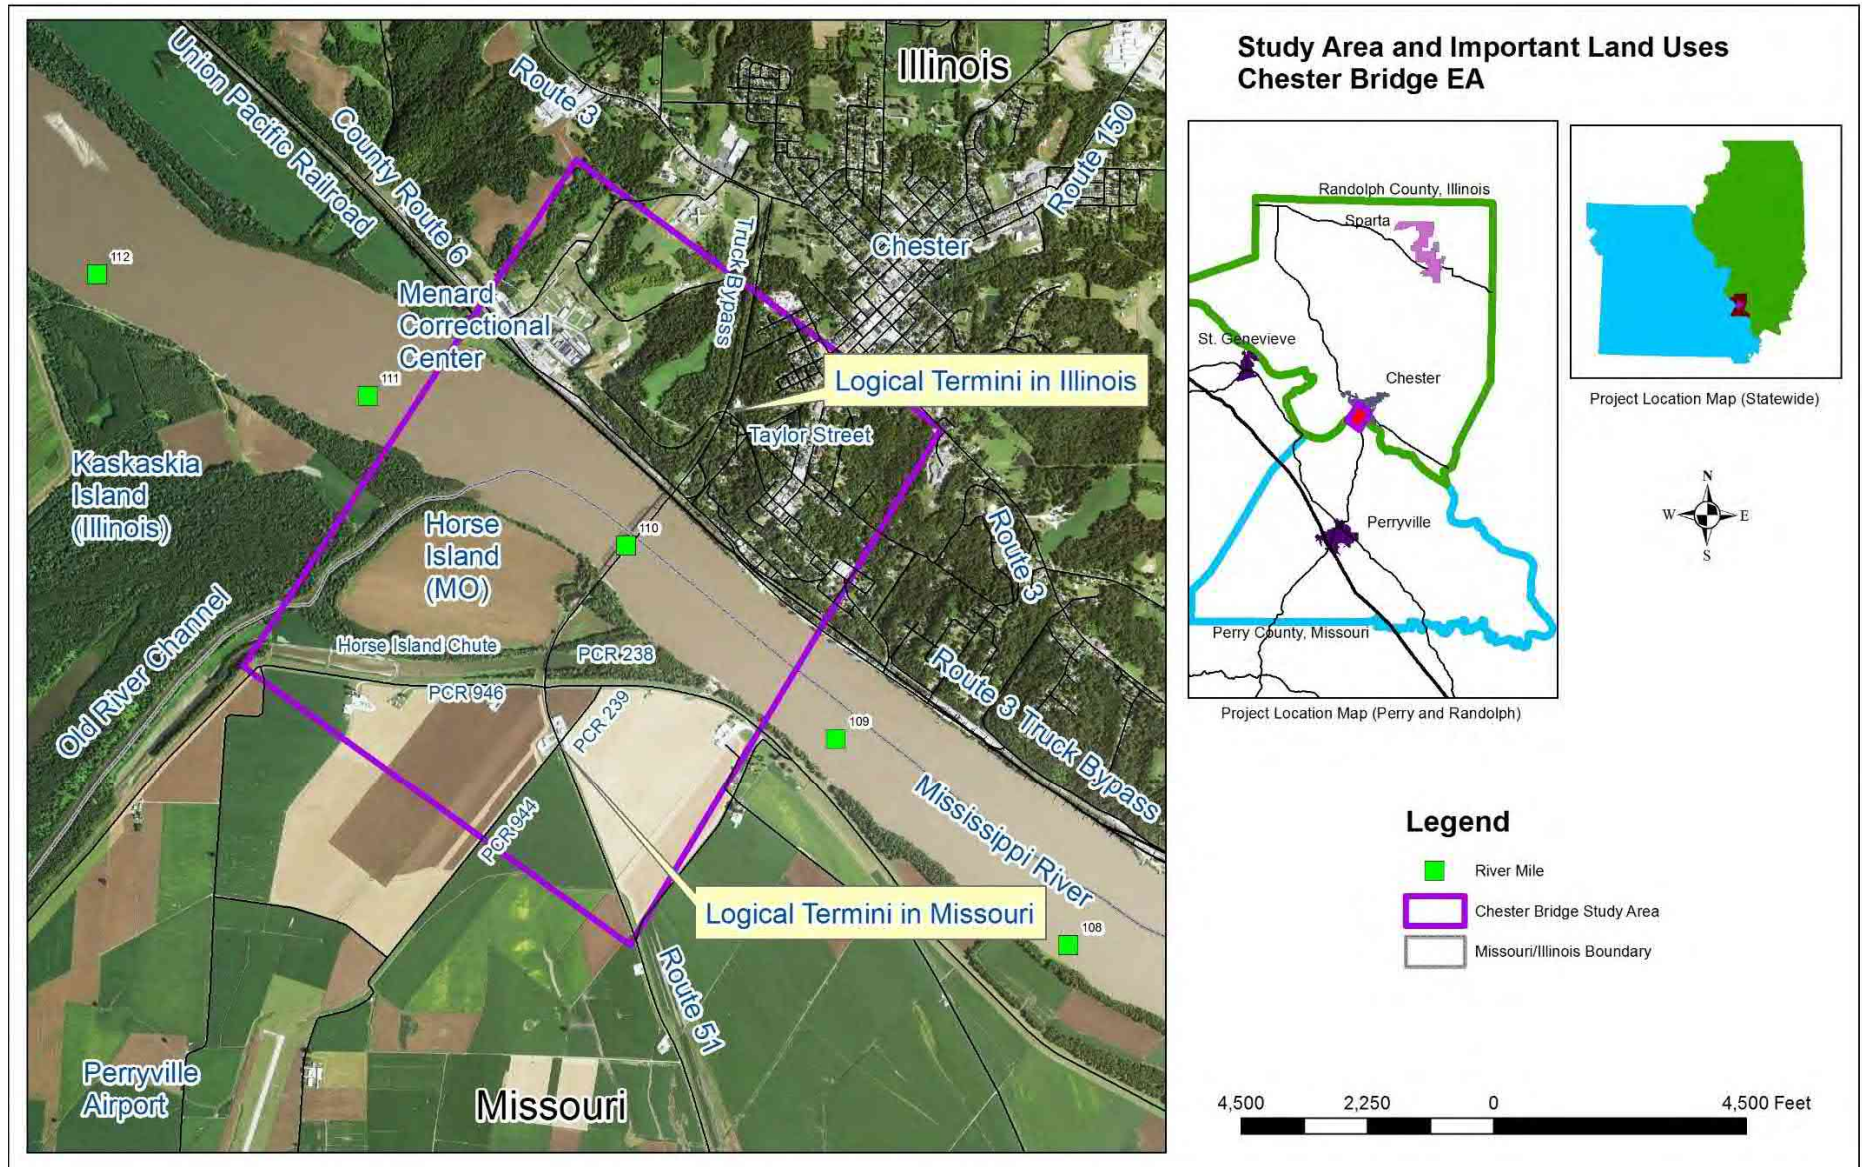 Study Area and Important Land Uses
Chester Bridge EA
Illinois
Union Pacific Railroad
County Route 6
Route 3
Route 150
Chester
Truck Bypass
Menard
Correctional
Center
112
111
Logical Termini in Illinois
Taylor Street
Kaskaskia
Island
(Illinois)
Horse
Island
(MO)
110
Route 3
Old River Channel
Horse Island Chute
PCR 238
PCR 946
PCR 239
109
Route 3 Truck Bypass
Mississippi River
PCR 944
Logical Termini in Missouri
108
Route 51
Perryville
Airport
Missouri
Randolph County, Illinois
Sparta
St. Genevieve
Chester
Perryville
Perry County, Missouri
Project Location Map (Perry and Randolph)
Project Location Map (Statewide)
N
W
E
S
Legend
River Mile
Chester Bridge Study Area
Missouri/Illinois Boundary
4,500 2,250 0 4,500 Feet